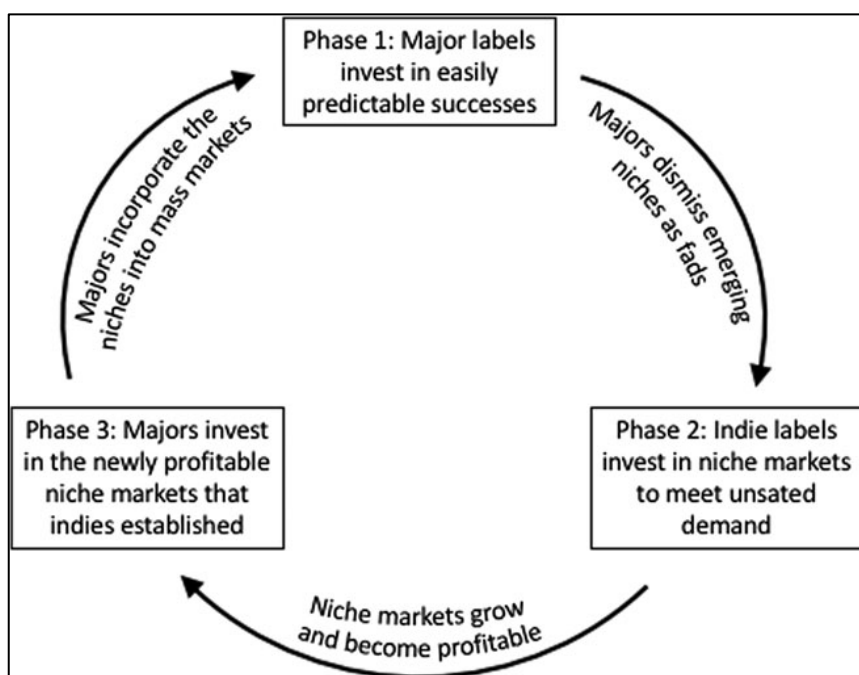 Phase 1: Major labels
invest in easily
predictable successes
Majors dismiss emerging
niches as fads
Phase 2: Indie labels
invest in niche markets
to meet unsated
demand
Niche markets grow
and become profitable
Phase 3: Majors invest
in the newly profitable
niche markets that
indies established
Majors incorporate the
niches into mass markets